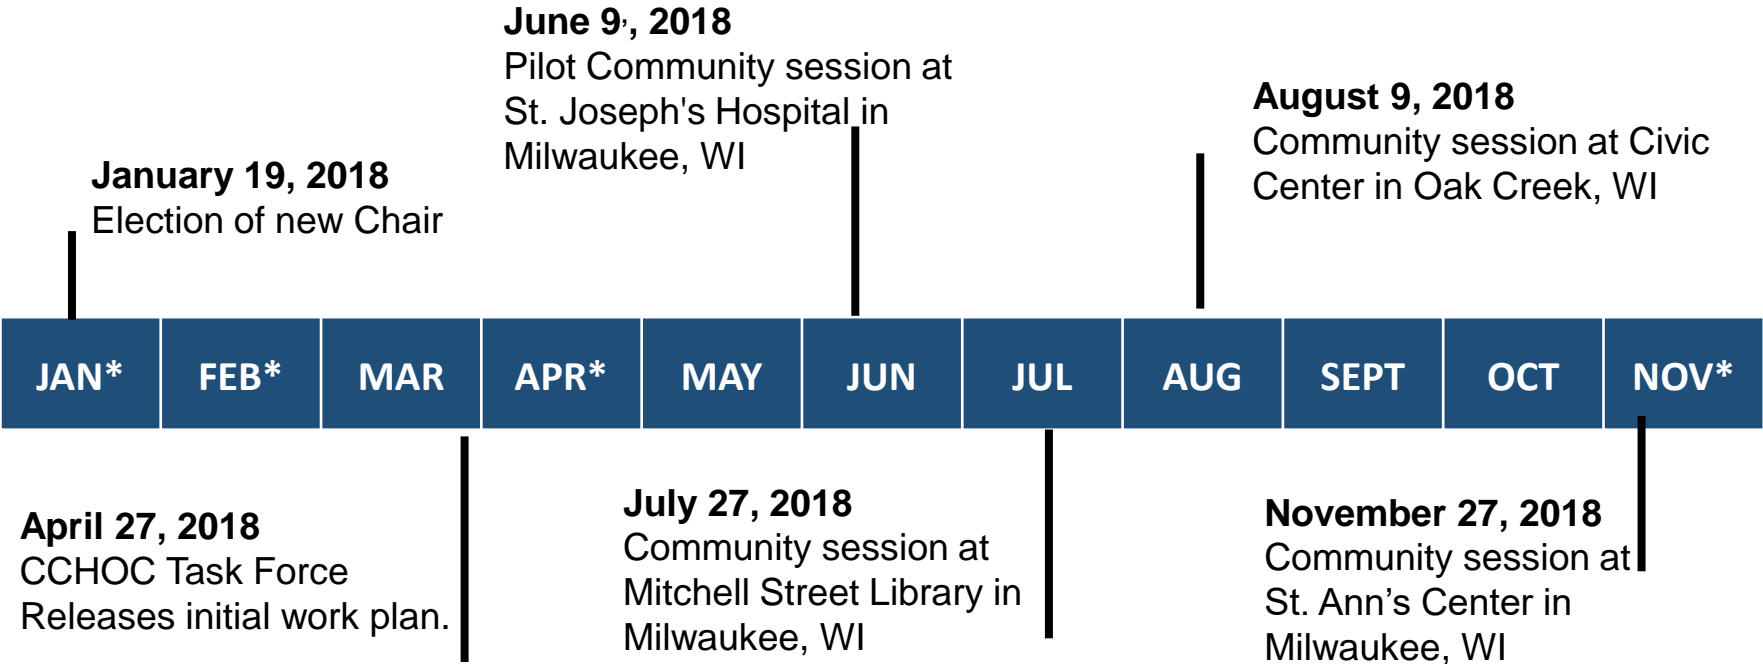 June 9,, 2018
Pilot Community session at
St. Joseph's Hospital in
Milwaukee, WI
August 9, 2018
Community session at Civic
Center in Oak Creek, WI
January 19, 2018
Election of new Chair
JAN* FEB* MAR APR* MAY JUN JUL AUG SEPT OCT NOV*
April 27, 2018
CCHOC Task Force
Releases initial work plan.
July 27, 2018
Community session at
Mitchell Street Library in
Milwaukee, WI
November 27, 2018
Community session at
St. Ann’s Center in
Milwaukee, WI